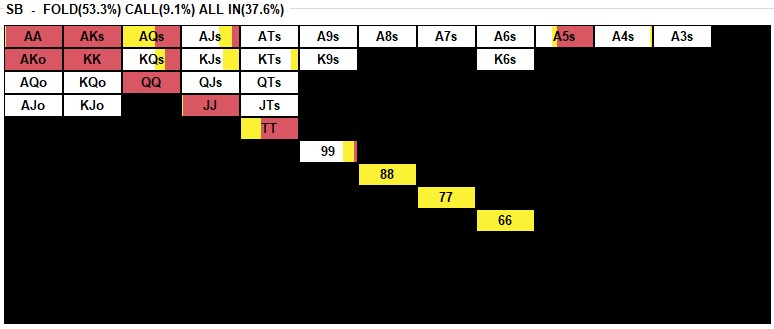 SB - FOLD(53.3%) CALL(9.1%) ALL IN(37.6%)
AA AKs AQs AJs ATs A9s A8s A7s A6s A5s A4s A3s
AKo KK KQs KJs KTs K9s K6s
AQo KQo QQ QJs QTs
AJo KJo JJ JTs
TT
99
88
77
66